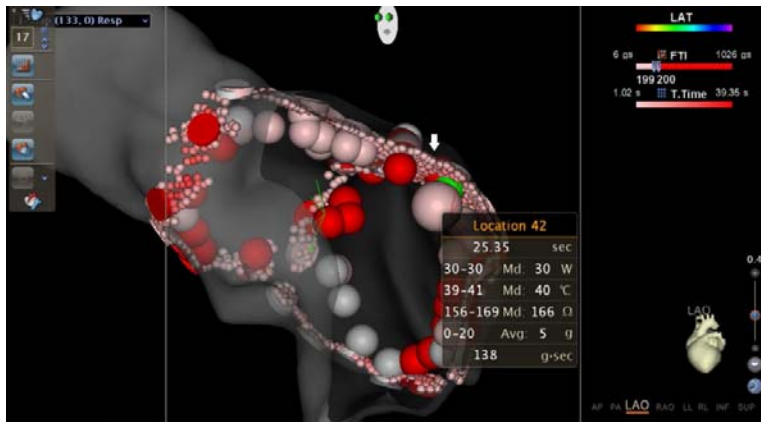 (133, 0) Resp
17
LAT
6 gs FTI 1026 gs
199 200
1.02 s T.Time 39.35 s
Location 42
25.35 sec
30-30 Md: 30 W
39-41 Md: 40 °C
156-169 Md: 166 Ω
0-20 Avg: 5 g
138 g·sec
0.4
LAO
AP PA LAO RAO LL RL INF SUP